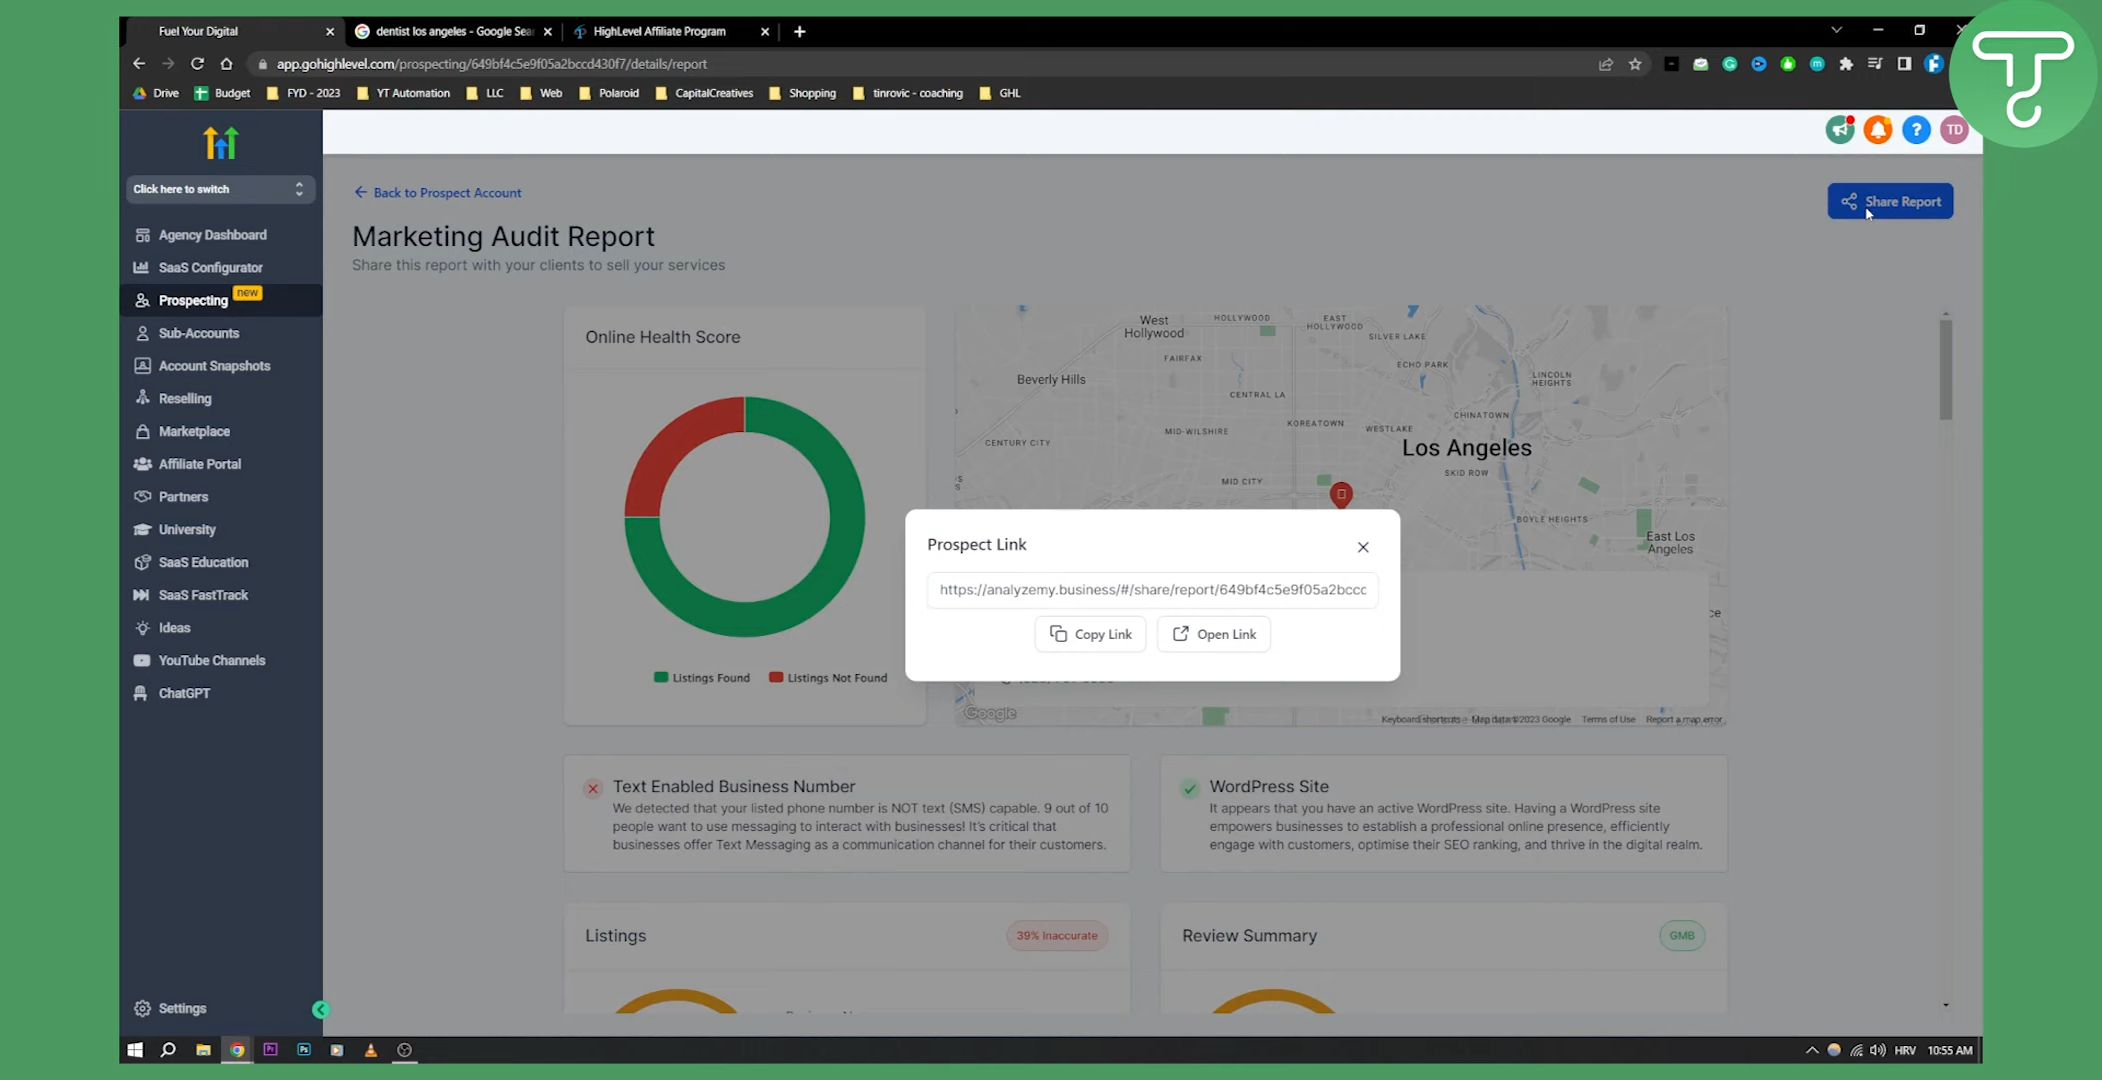 Fuel Your Digital
dentist los angeles - Google Sea
HighLevel Affiliate Program
app.gohighlevel.com/prospecting/649bf4c5e9f05a2bccd430f7/details/report
Drive
Budget
FYD - 2023
YT Automation
LLC
Web
Polaroid
CapitalCreatives
Shopping
tinrovic - coaching
GHL
TD
Click here to switch
Agency Dashboard
SaaS Configurator
Prospecting
new
Sub-Accounts
Account Snapshots
Reselling
Marketplace
Affiliate Portal
Partners
University
SaaS Education
SaaS FastTrack
Ideas
YouTube Channels
ChatGPT
Settings
Back to Prospect Account
Share Report
Marketing Audit Report
Share this report with your clients to sell your services
Online Health Score
Listings Found
Listings Not Found
West
Hollywood
HOLLYWOOD
EAST
HOLLYWOOD
SILVER LAKE
FAIRFAX
ECHO PARK
Beverly Hills
LINCOLN
HEIGHTS
CENTRAL LA
CHINATOWN
KOREATOWN
WESTLAKE
MID-WILSHIRE
CENTURY CITY
Los Angeles
SKID ROW
MID CITY
BOYLE HEIGHTS
East Los
Angeles
Prospect Link
https://analyzemy.business/#/share/report/649bf4c5e9f05a2bccc
Copy Link
Open Link
Google
Keyboard shortcuts
Map data ©2023 Google
Terms of Use
Report a map error
Text Enabled Business Number
We detected that your listed phone number is NOT text (SMS) capable. 9 out of 10
people want to use messaging to interact with businesses! It's critical that
businesses offer Text Messaging as a communication channel for their customers.
WordPress Site
It appears that you have an active WordPress site. Having a WordPress site
empowers businesses to establish a professional online presence, efficiently
engage with customers, optimise their SEO ranking, and thrive in the digital realm.
Listings
39% Inaccurate
Review Summary
GMB
HRV
10:55 AM